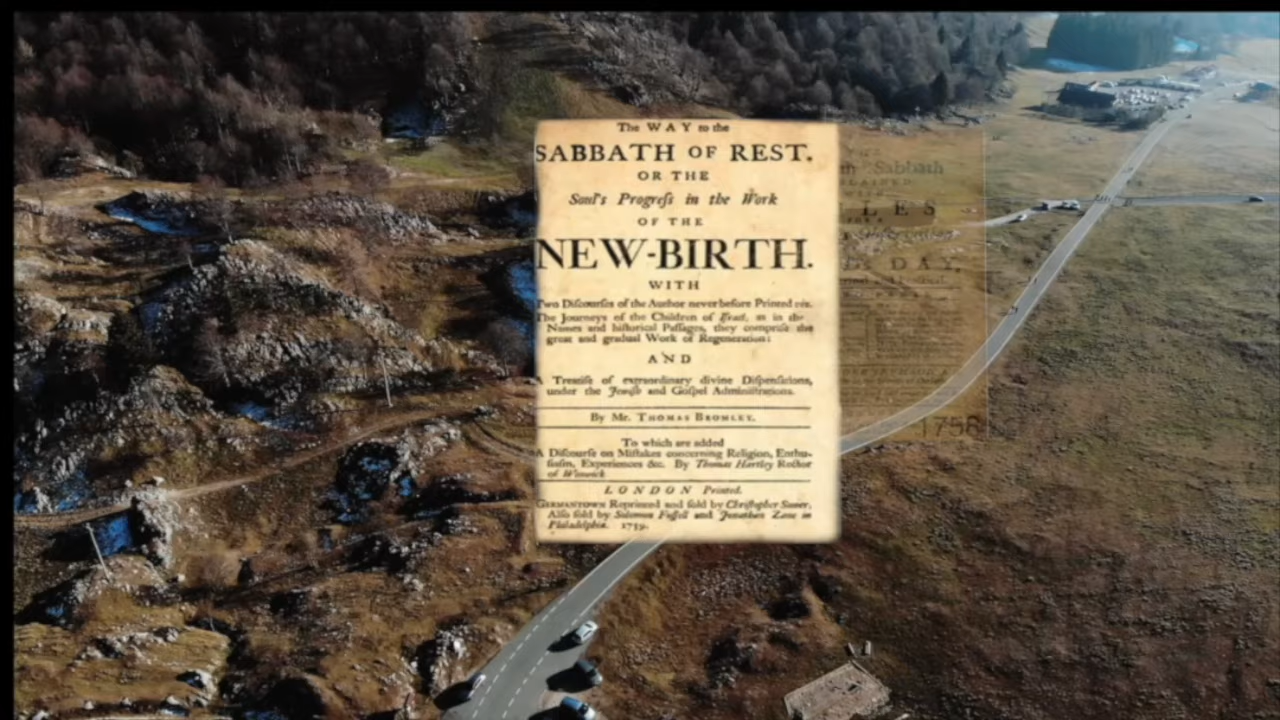 The WAY to the
SABBATH OF REST.
OR THE
Soul's Progreſs in the Work
OF THE
NEW-BIRTH.
WITH
Two Diſcourſes of the Author never before Printed viz.
The Journeys of the Children of Iſrael, as in the
Names and hiſtorical Paſſages, they compriſe the
great and gradual Work of Regeneration:
AND
A Treatiſe of extraordinary divine Diſpenſations,
under the Jewiſh and Goſpel Adminiſtrations.
By Mr. THOMAS BROMLEY.
To which are added
A Diſcourſe on Miſtakes concerning Religion, Enthu-
ſiaſm, Experiences &c. By Thomas Hartley Rector
of Winwick
LONDON Printed.
GERMANTOWN Reprinted and ſold by Chriſtopher Sower,
Alſo ſold by Solomon Fuſſell and Jonathan Zane in
Philadelphia. 1759.
Sabbath
LES
DAY,
1758